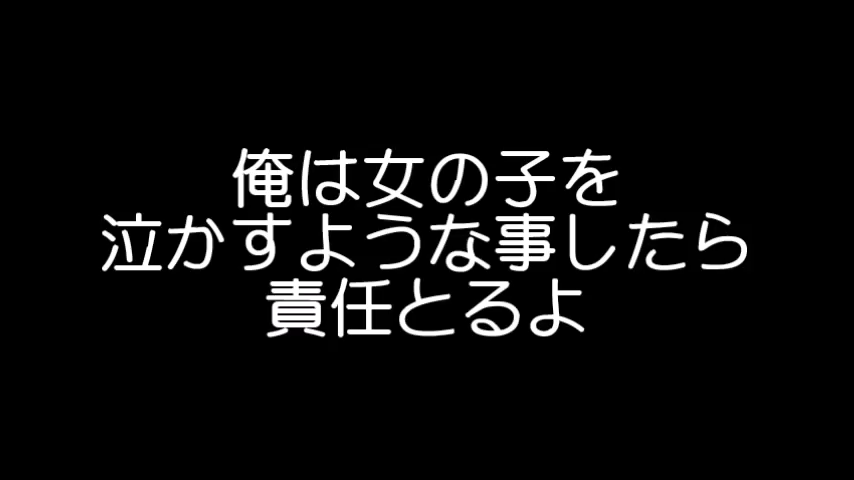 俺は女の子を
泣かすような事したら
責任とるよ